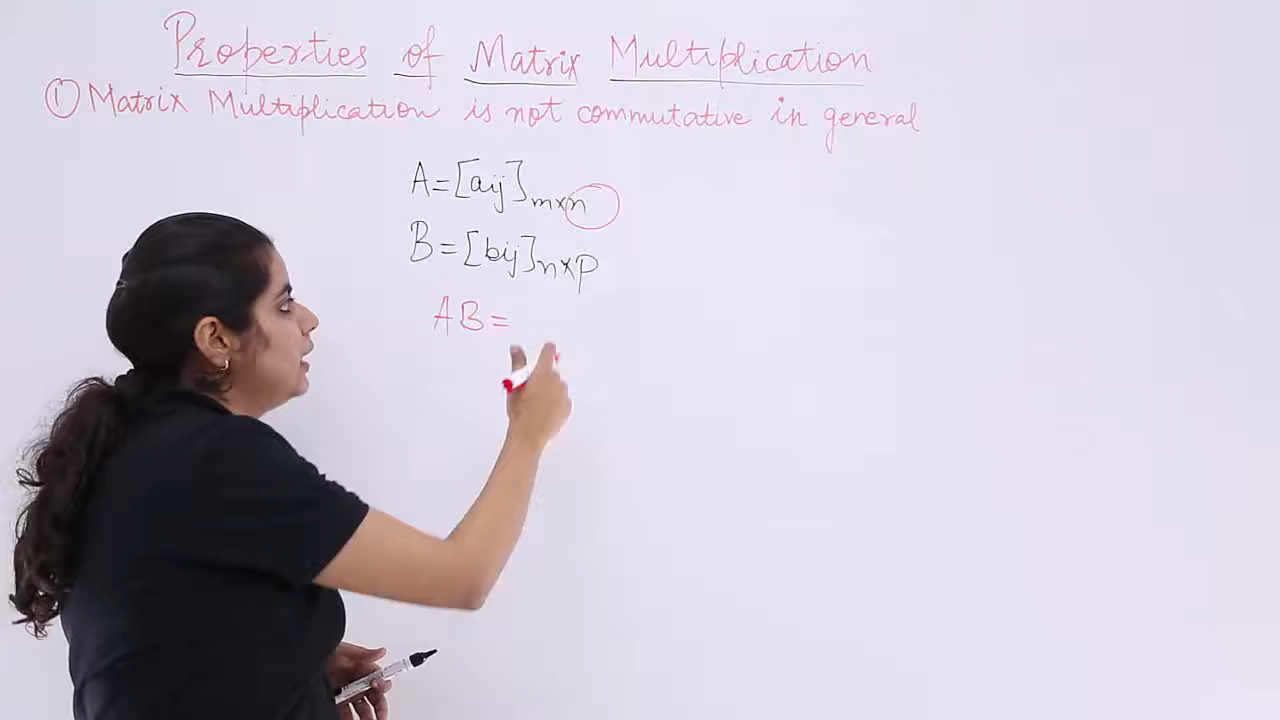 Properties of Matrix Multiplication
① Matrix Multiplication is not commutative in general
A = [aij]m×n
B = [bij]n×p
AB =